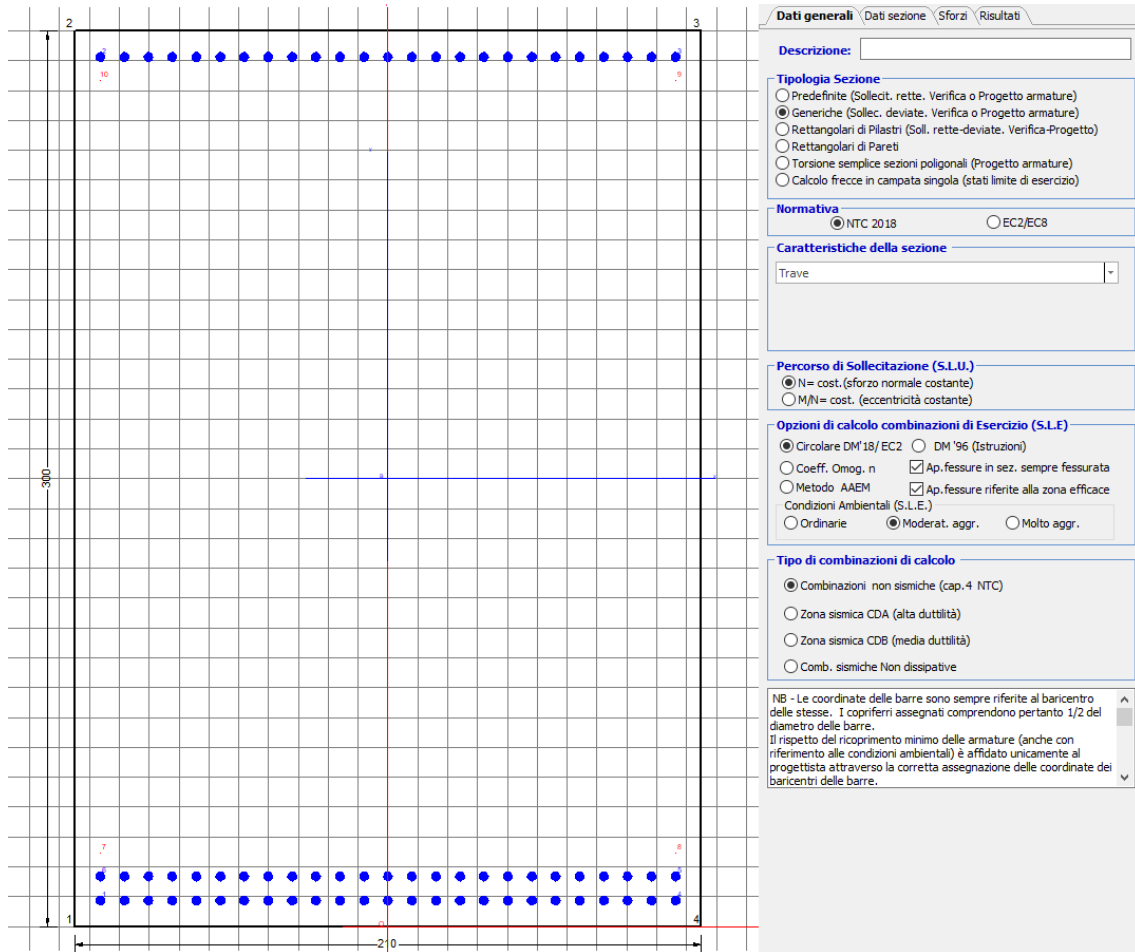 2
3
10
9
300
7
8
1
4
210
Dati generali
Dati sezione
Sforzi
Risultati
Descrizione:
Tipologia Sezione
Predefinite (Sollecit. rette. Verifica o Progetto armature)
Generiche (Sollec. deviate. Verifica o Progetto armature)
Rettangolari di Pilastri (Soll. rette-deviate. Verifica-Progetto)
Rettangolari di Pareti
Torsione semplice sezioni poligonali (Progetto armature)
Calcolo frecce in campata singola (stati limite di esercizio)
Normativa
NTC 2018
EC2/EC8
Caratteristiche della sezione
Trave
Percorso di Sollecitazione (S.L.U.)
N= cost.(sforzo normale costante)
M/N= cost. (eccentricità costante)
Opzioni di calcolo combinazioni di Esercizio (S.L.E)
Circolare DM'18/ EC2
DM '96 (Istruzioni)
Coeff. Omog. n
Ap.fessure in sez. sempre fessurata
Metodo AAEM
Ap.fessure riferite alla zona efficace
Condizioni Ambientali (S.L.E.)
Ordinarie
Moderat. aggr.
Molto aggr.
Tipo di combinazioni di calcolo
Combinazioni non sismiche (cap.4 NTC)
Zona sismica CDA (alta duttilità)
Zona sismica CDB (media duttilità)
Comb. sismiche Non dissipative
NB - Le coordinate delle barre sono sempre riferite al baricentro
delle stesse. I copriferri assegnati comprendono pertanto 1/2 del
diametro delle barre.
Il rispetto del ricoprimento minimo delle armature (anche con
riferimento alle condizioni ambientali) è affidato unicamente al
progettista attraverso la corretta assegnazione delle coordinate dei
baricentri delle barre.